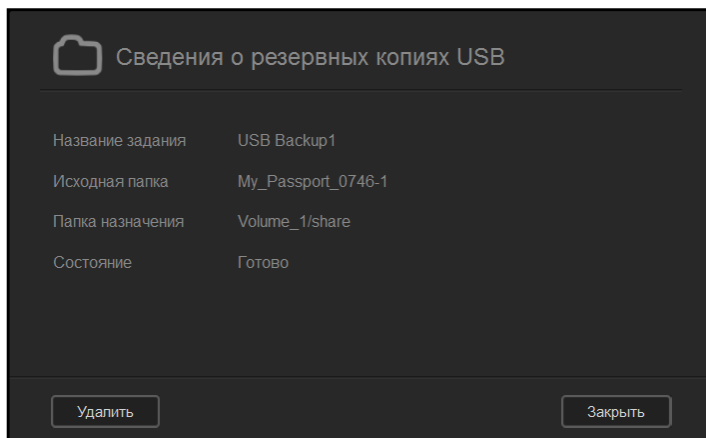 Сведения о резервных копиях USB
Название задания USB Backup1
Исходная папка My_Passport_0746-1
Папка назначения Volume_1/share
Состояние Готово
Удалить Закрыть